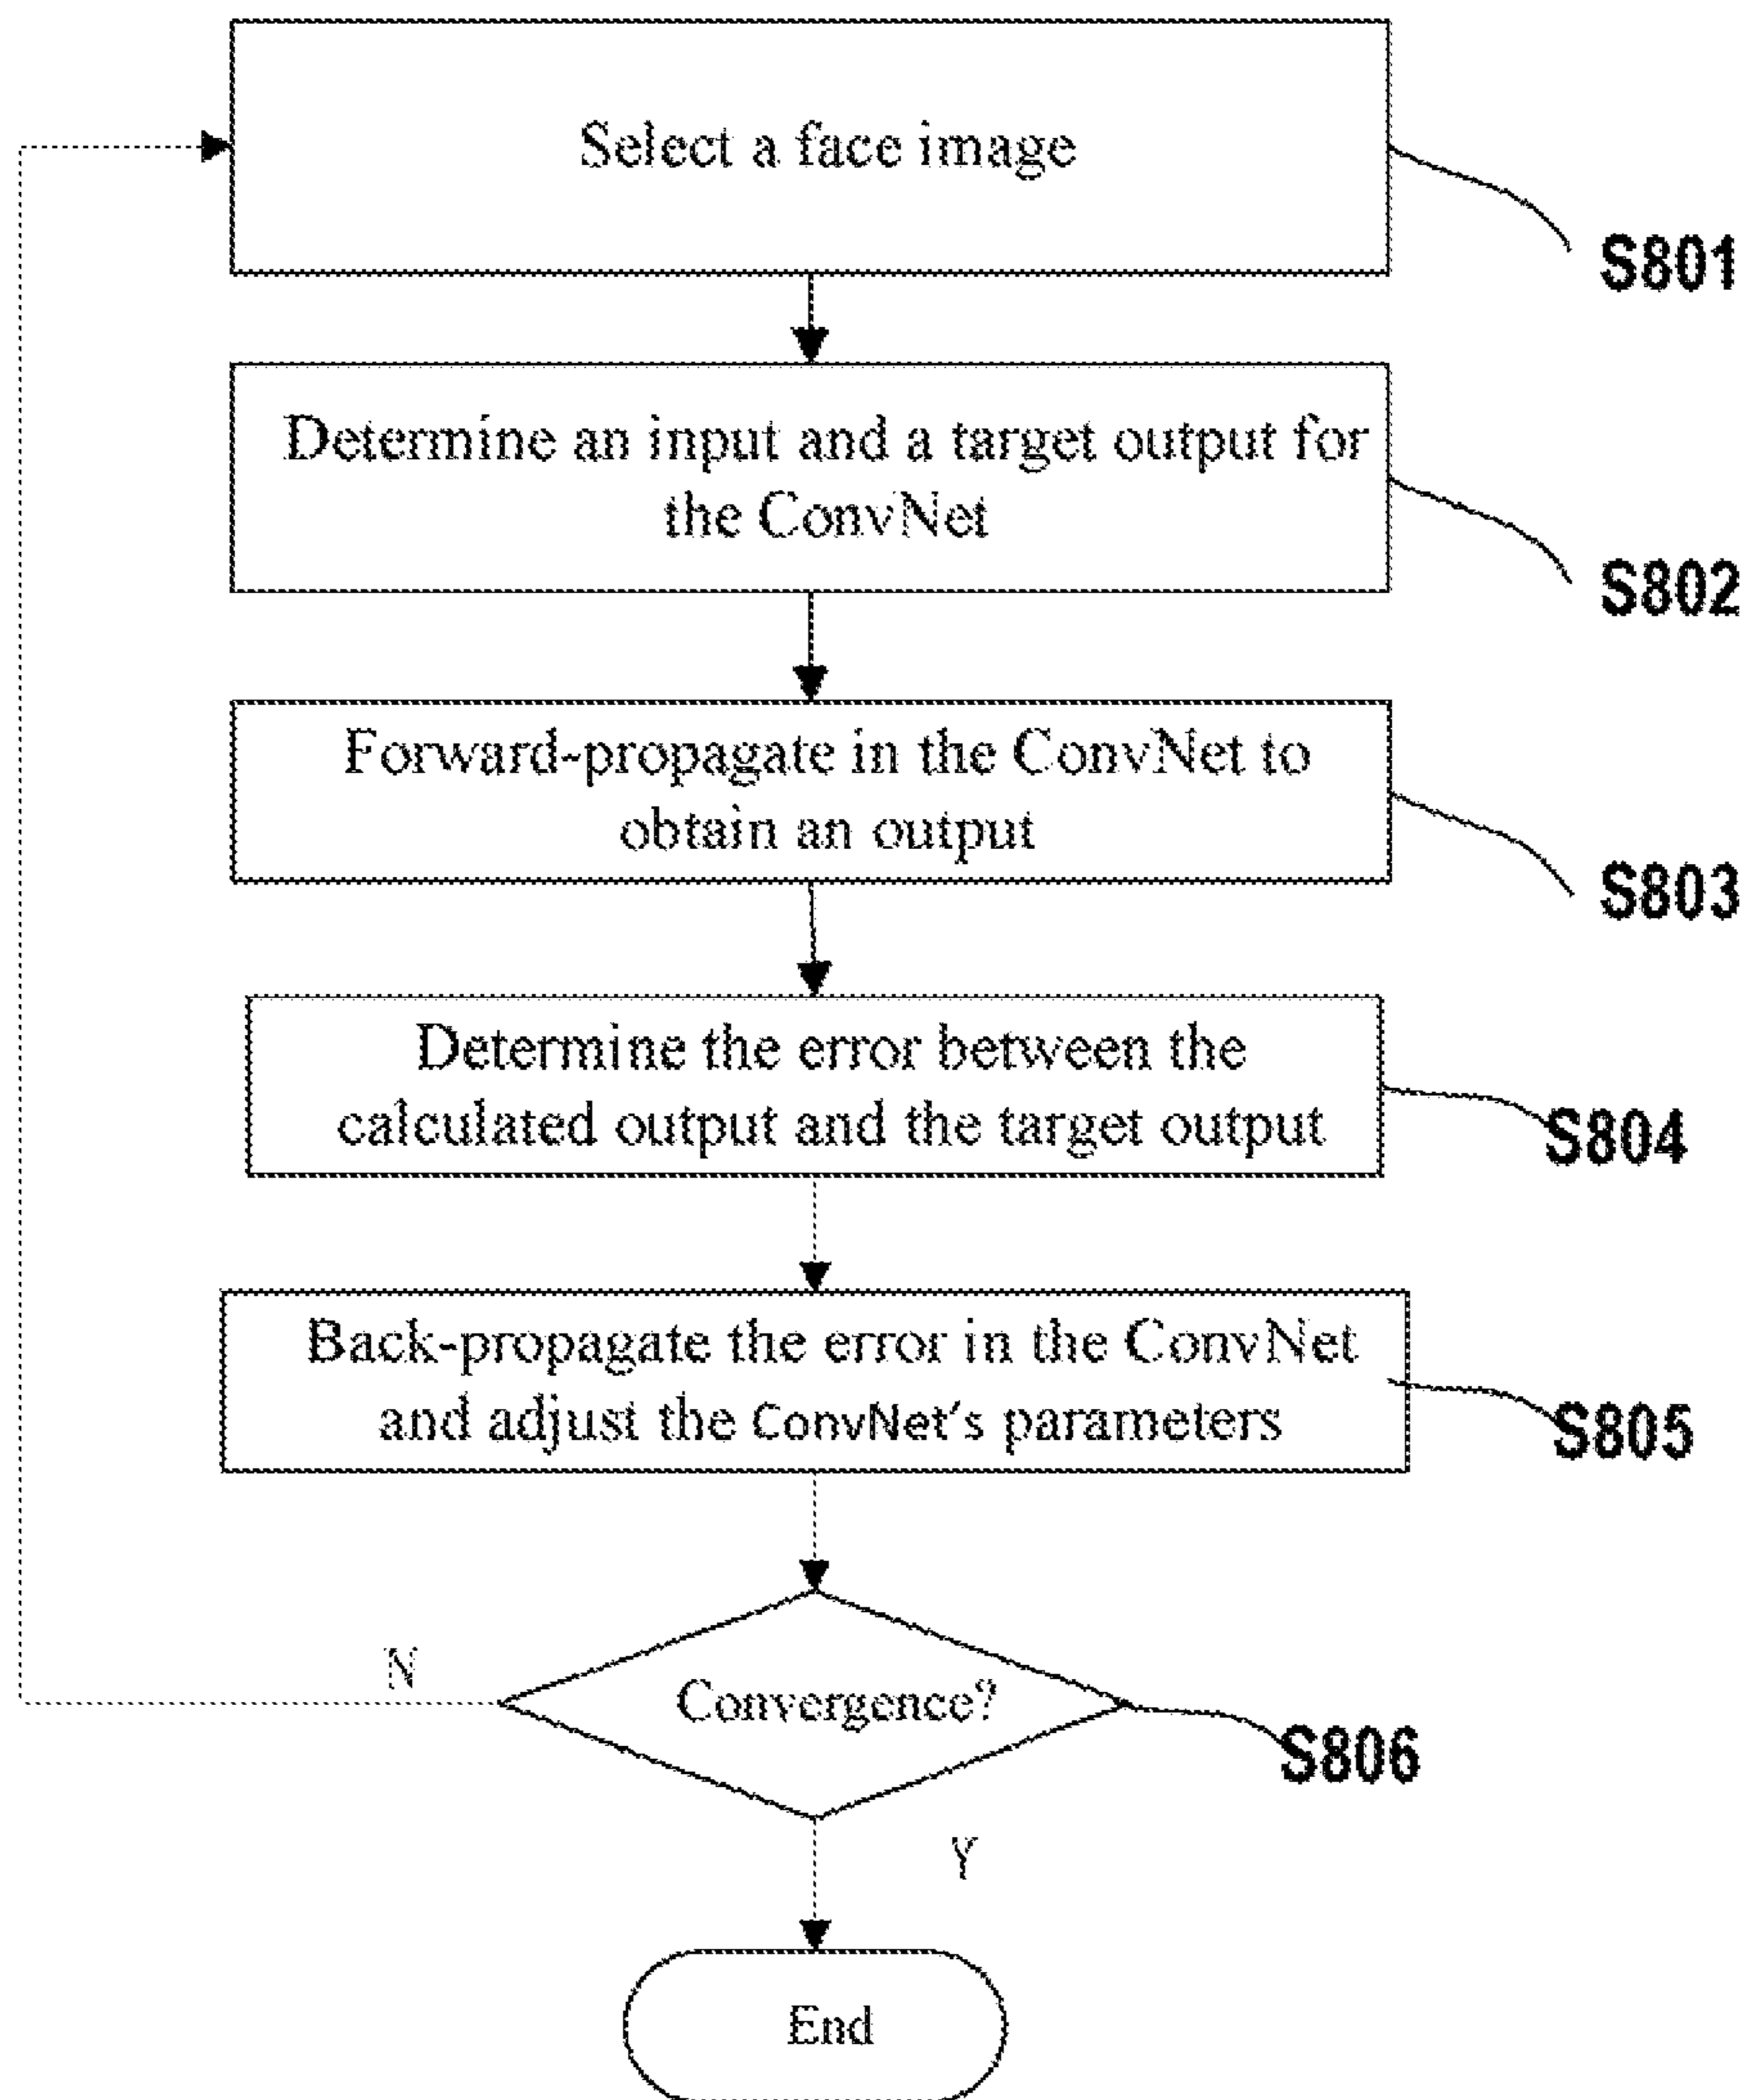 Select a face image
S801
Determine an input and a target output for
the ConvNet
S802
Forward-propagate in the ConvNet to
obtain an output
S803
Determine the error between the
calculated output and the target output
S804
Back-propagate the error in the ConvNet
and adjust the ConvNet's parameters
S805
N
Convergence?
S806
Y
End